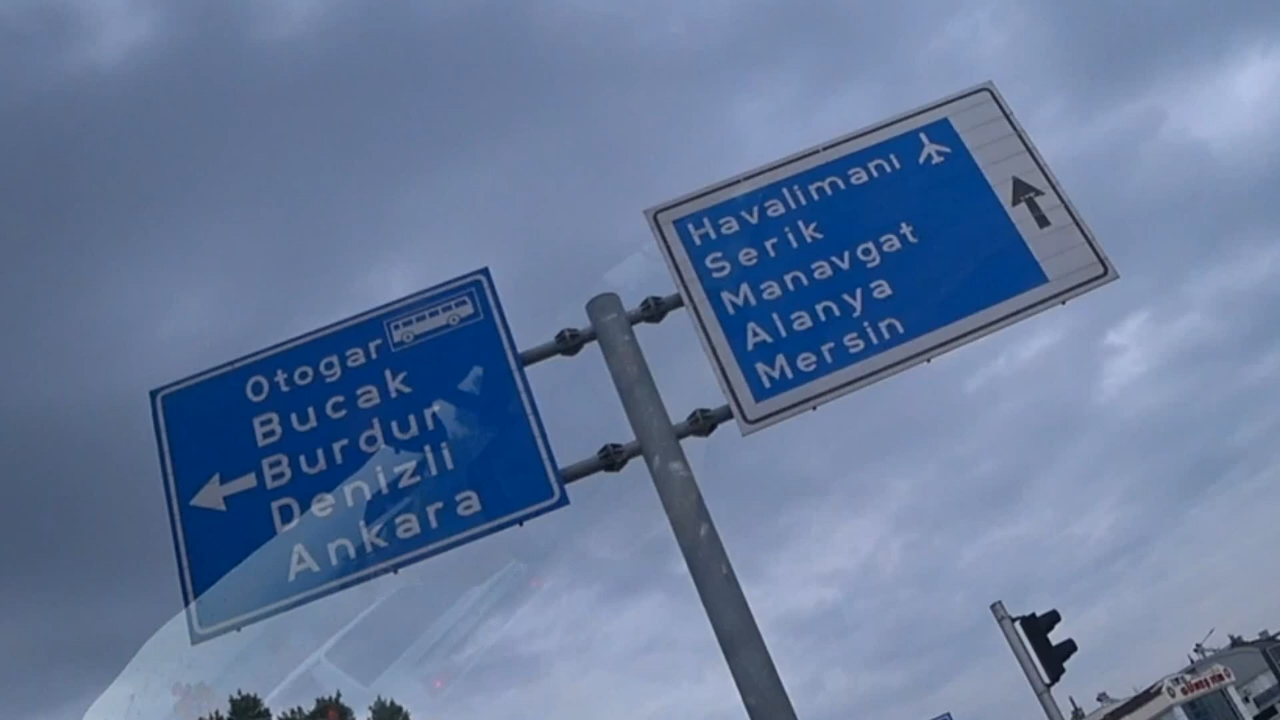 Otogar
Bucak
Burdur
Denizli
Ankara
Havalimanı
Serik
Manavgat
Alanya
Mersin